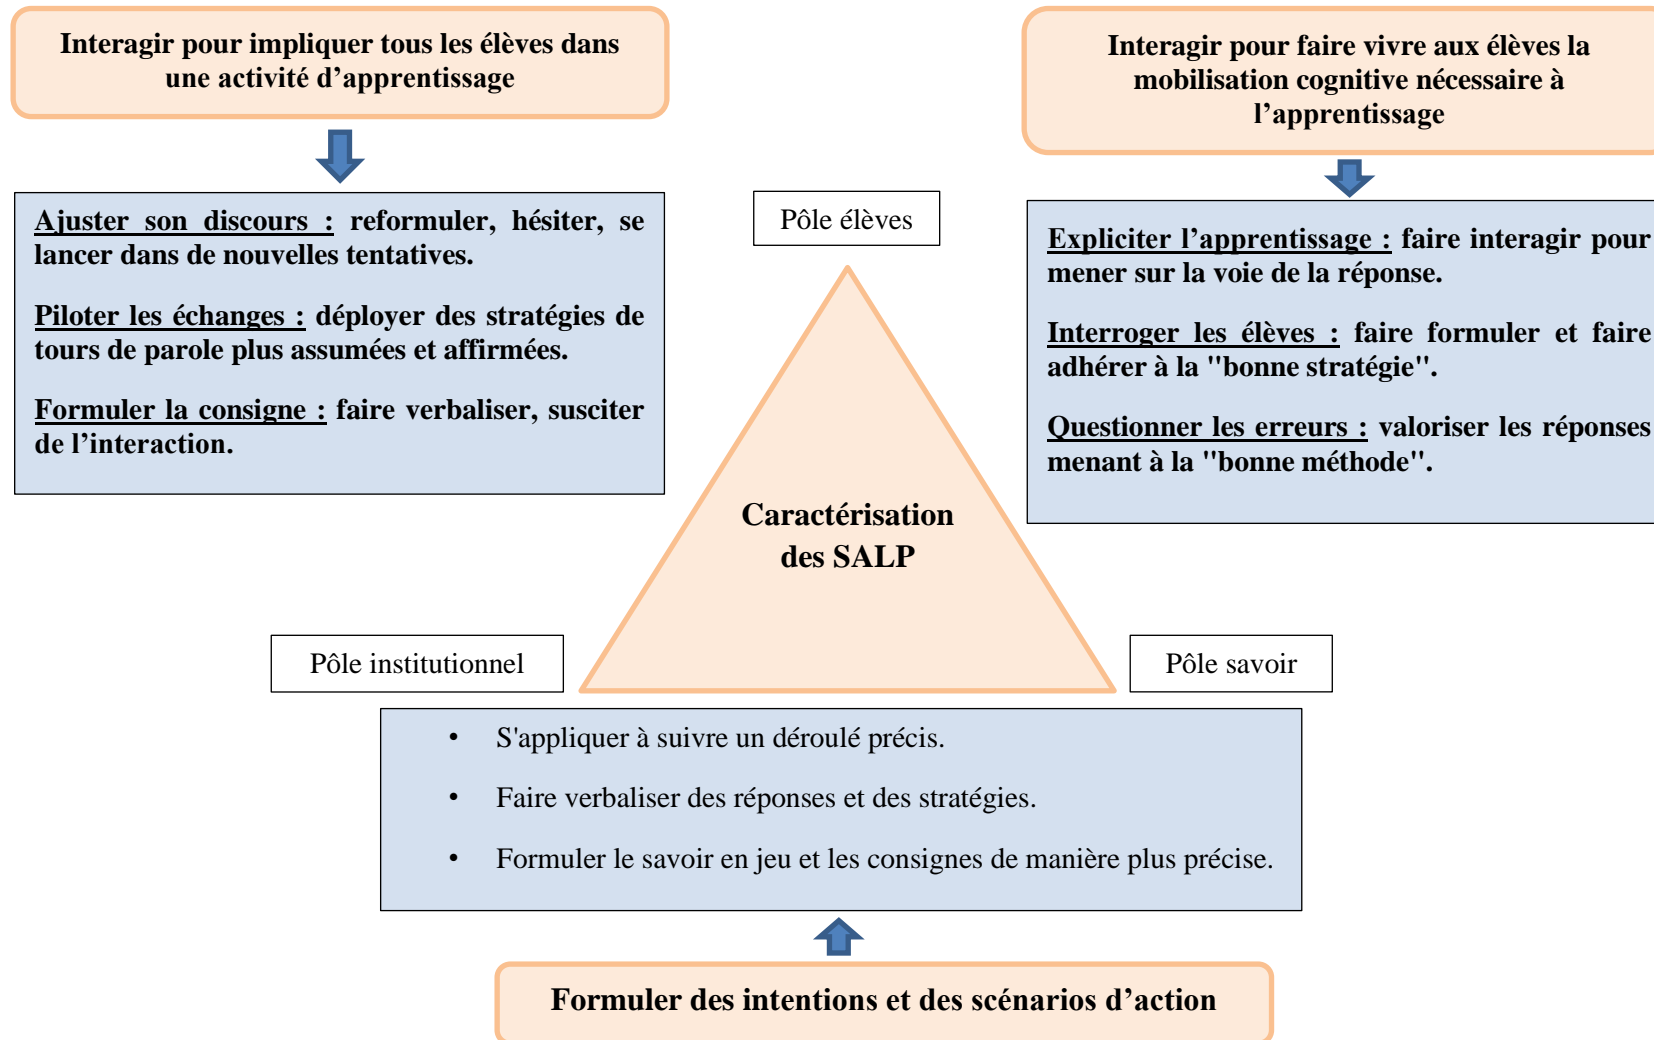 Interagir pour impliquer tous les élèves dans
une activité d’apprentissage
Interagir pour faire vivre aux élèves la
mobilisation cognitive nécessaire à
l’apprentissage
Ajuster son discours : reformuler, hésiter, se
lancer dans de nouvelles tentatives.
Piloter les échanges : déployer des stratégies de
tours de parole plus assumées et affirmées.
Formuler la consigne : faire verbaliser, susciter
de l’interaction.
Pôle élèves
Expliciter l’apprentissage : faire interagir pour
mener sur la voie de la réponse.
Interroger les élèves : faire formuler et faire
adhérer à la "bonne stratégie".
Questionner les erreurs : valoriser les réponses
menant à la "bonne méthode".
Caractérisation
des SALP
Pôle institutionnel
Pôle savoir
• S'appliquer à suivre un déroulé précis.
• Faire verbaliser des réponses et des stratégies.
• Formuler le savoir en jeu et les consignes de manière plus précise.
Formuler des intentions et des scénarios d’action